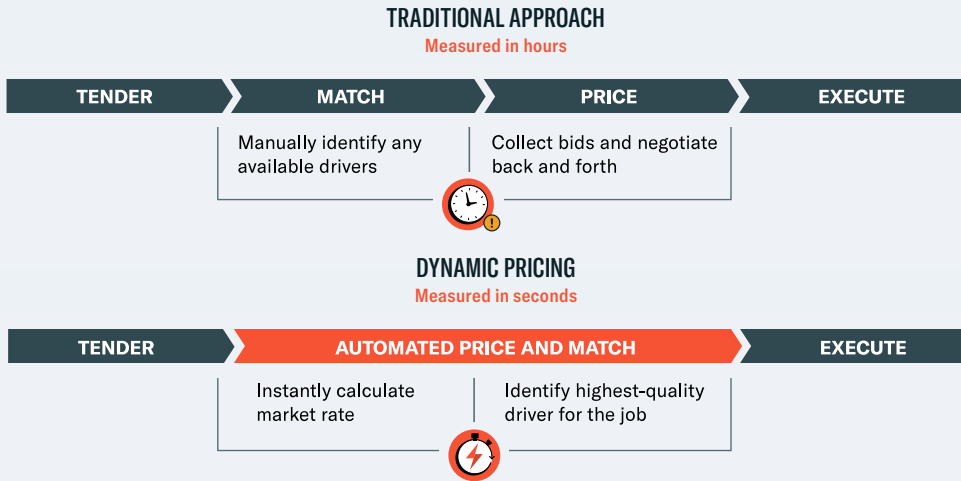 TRADITIONAL APPROACH
Measured in hours
TENDER
MATCH
PRICE
EXECUTE
Manually identify any
available drivers
Collect bids and negotiate
back and forth
!
DYNAMIC PRICING
Measured in seconds
TENDER
AUTOMATED PRICE AND MATCH
EXECUTE
Instantly calculate
market rate
Identify highest-quality
driver for the job